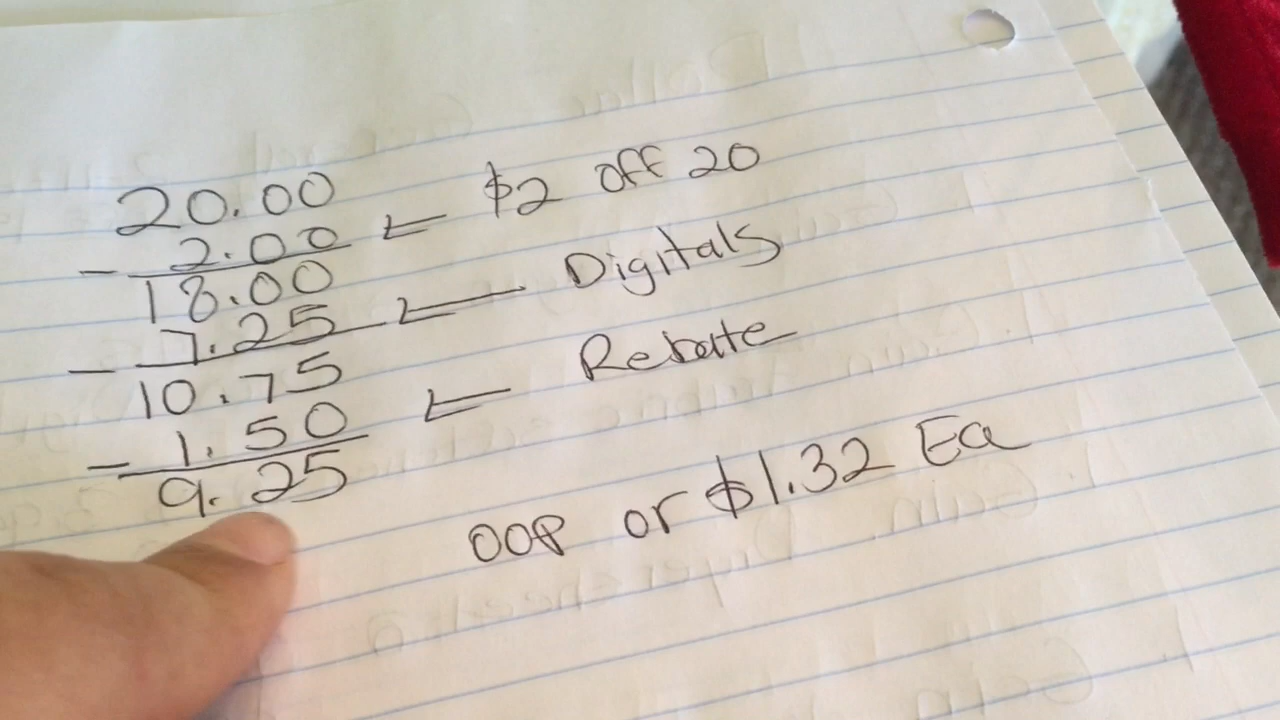 20.00
- 2.00 ← $2 off 20
18.00
- 7.25 ← Digitals
10.75
- 1.50 ← Rebate
9.25 OOP or $1.32 Ea